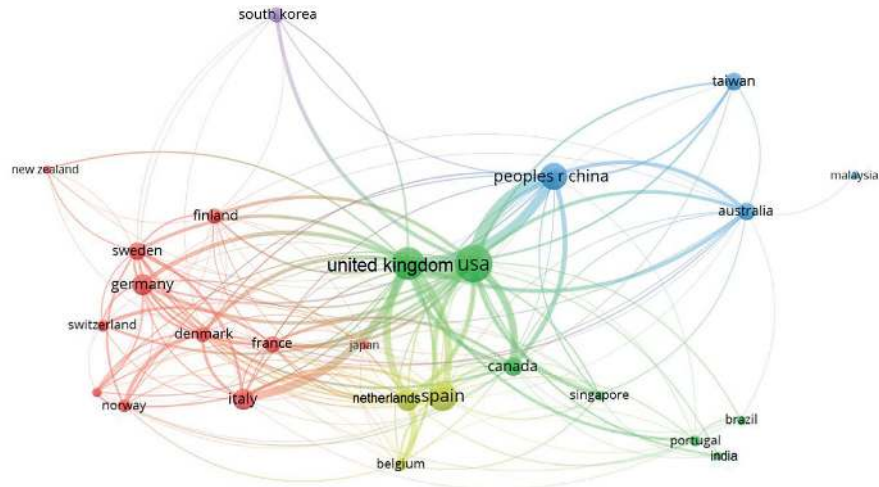 south korea
taiwan
new zealand
peoples r china
malaysia
finland
australia
sweden
united kingdom
usa
germany
switzerland
denmark
france
japan
canada
italy
netherlands
spain
singapore
norway
brazil
portugal
india
belgium